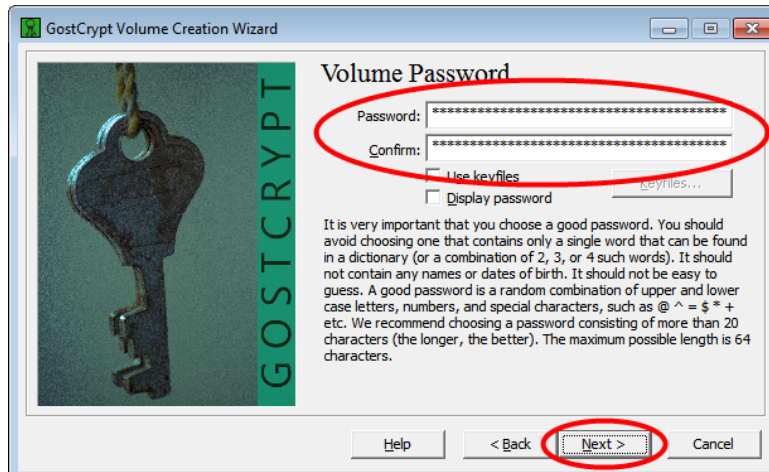 GostCrypt Volume Creation Wizard
GOSTCRYPT
Volume Password
Password: ***************************************
Confirm: ***************************************
Use keyfiles
Keyfiles...
Display password
It is very important that you choose a good password. You should
avoid choosing one that contains only a single word that can be found
in a dictionary (or a combination of 2, 3, or 4 such words). It should
not contain any names or dates of birth. It should not be easy to
guess. A good password is a random combination of upper and lower
case letters, numbers, and special characters, such as @ ^ = $ * +
etc. We recommend choosing a password consisting of more than 20
characters (the longer, the better). The maximum possible length is 64
characters.
Help
< Back
Next >
Cancel